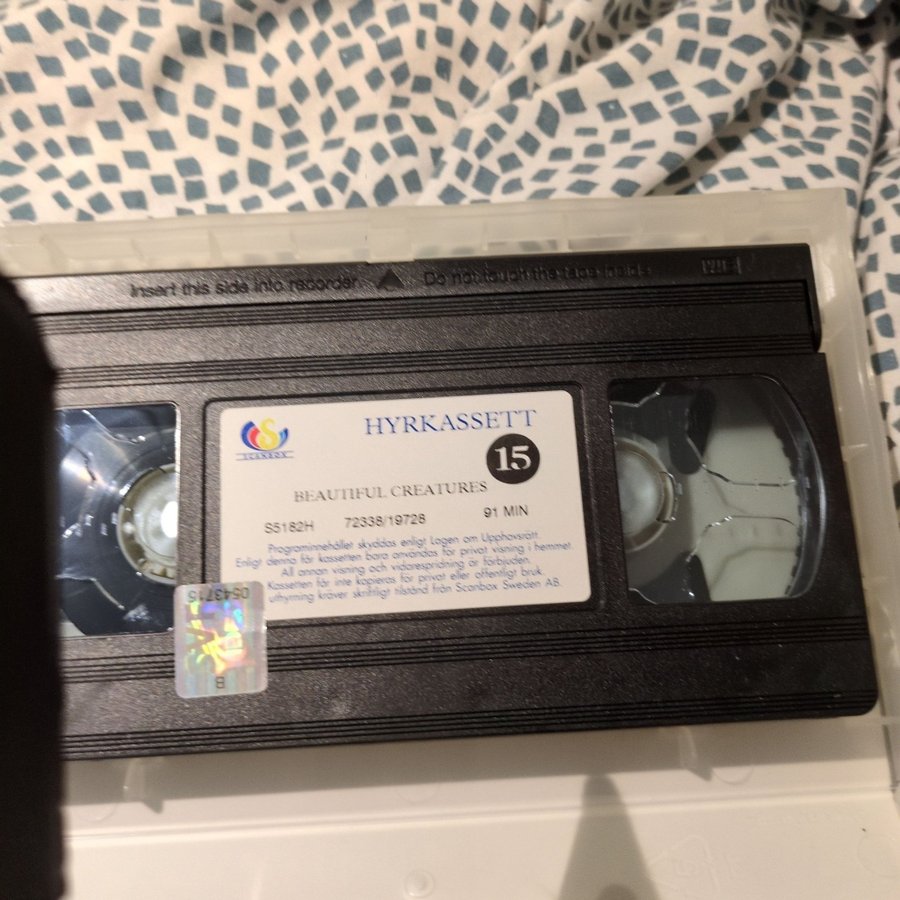 Insert this side into recorder
Do not touch the tape inside
SCANBOX
HYRKASSETT
15
BEAUTIFUL CREATURES
S5182H 72338/19728 91 MIN
Programinnehållet skyddas enligt Lagen om Upphovsrätt.
Enligt denna får kassetten bara användas för privat visning i hemmet.
All annan visning och vidarespridning är förbjuden.
Kassetten får inte kopieras för privat eller offentligt bruk.
uthyrning kräver skriftligt tilstånd från Scanbox Sweden AB.
0543715
B